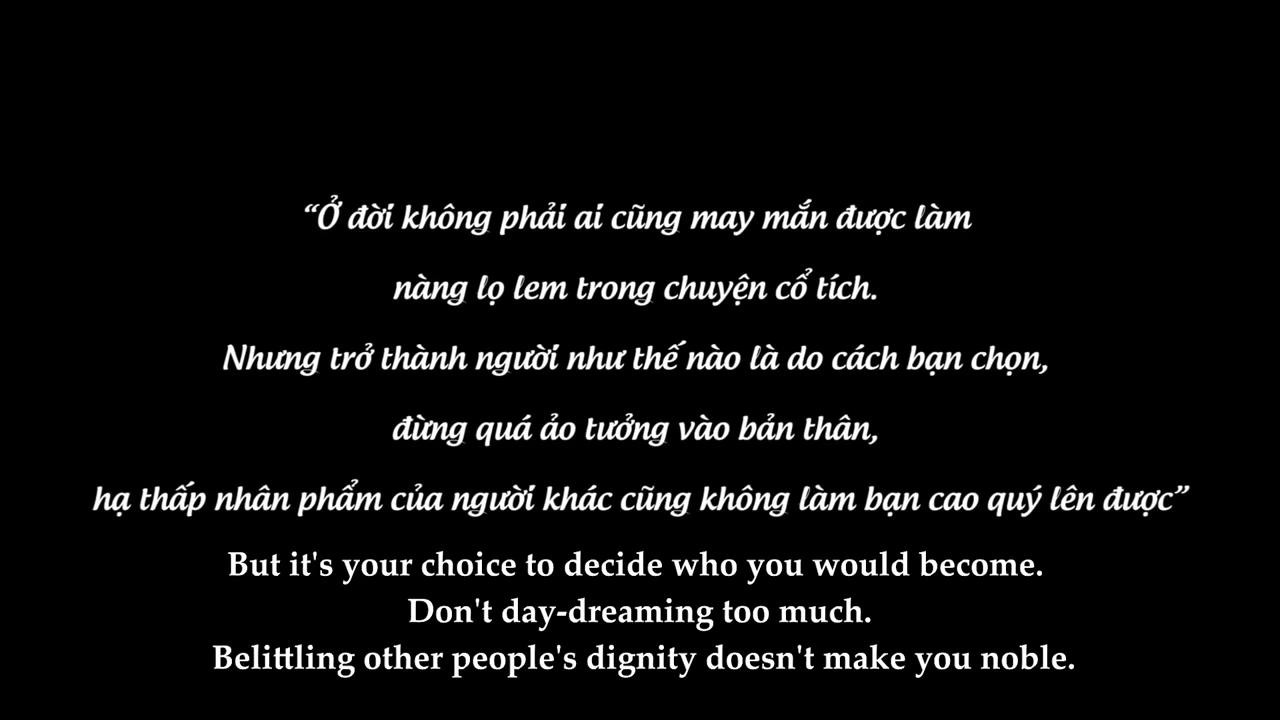 “Ở đời không phải ai cũng may mắn được làm
nàng lọ lem trong chuyện cổ tích.
Nhưng trở thành người như thế nào là do cách bạn chọn,
đừng quá ảo tưởng vào bản thân,
hạ thấp nhân phẩm của người khác cũng không làm bạn cao quý lên được”
But it's your choice to decide who you would become.
Don't day-dreaming too much.
Belittling other people's dignity doesn't make you noble.